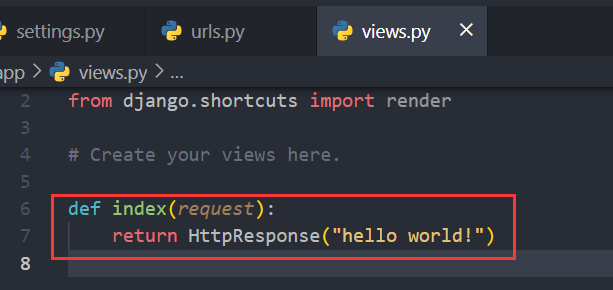 settings.py urls.py views.py ×
app > views.py > ...
2 from django.shortcuts import render
3
4 # Create your views here.
5
6 def index(request):
7     return HttpResponse("hello world!")
8